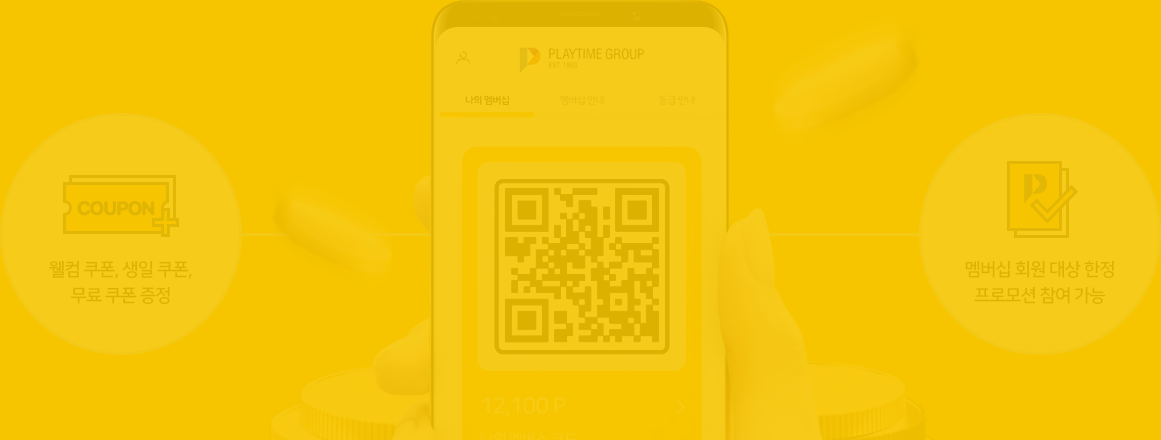 PLAYTIME GROUP
EST. 1993
나의 멤버십
멤버십 안내
등급 안내
COUPON
웰컴 쿠폰, 생일 쿠폰,
무료 쿠폰 증정
P
멤버십 회원 대상 한정
프로모션 참여 가능
12,100 P